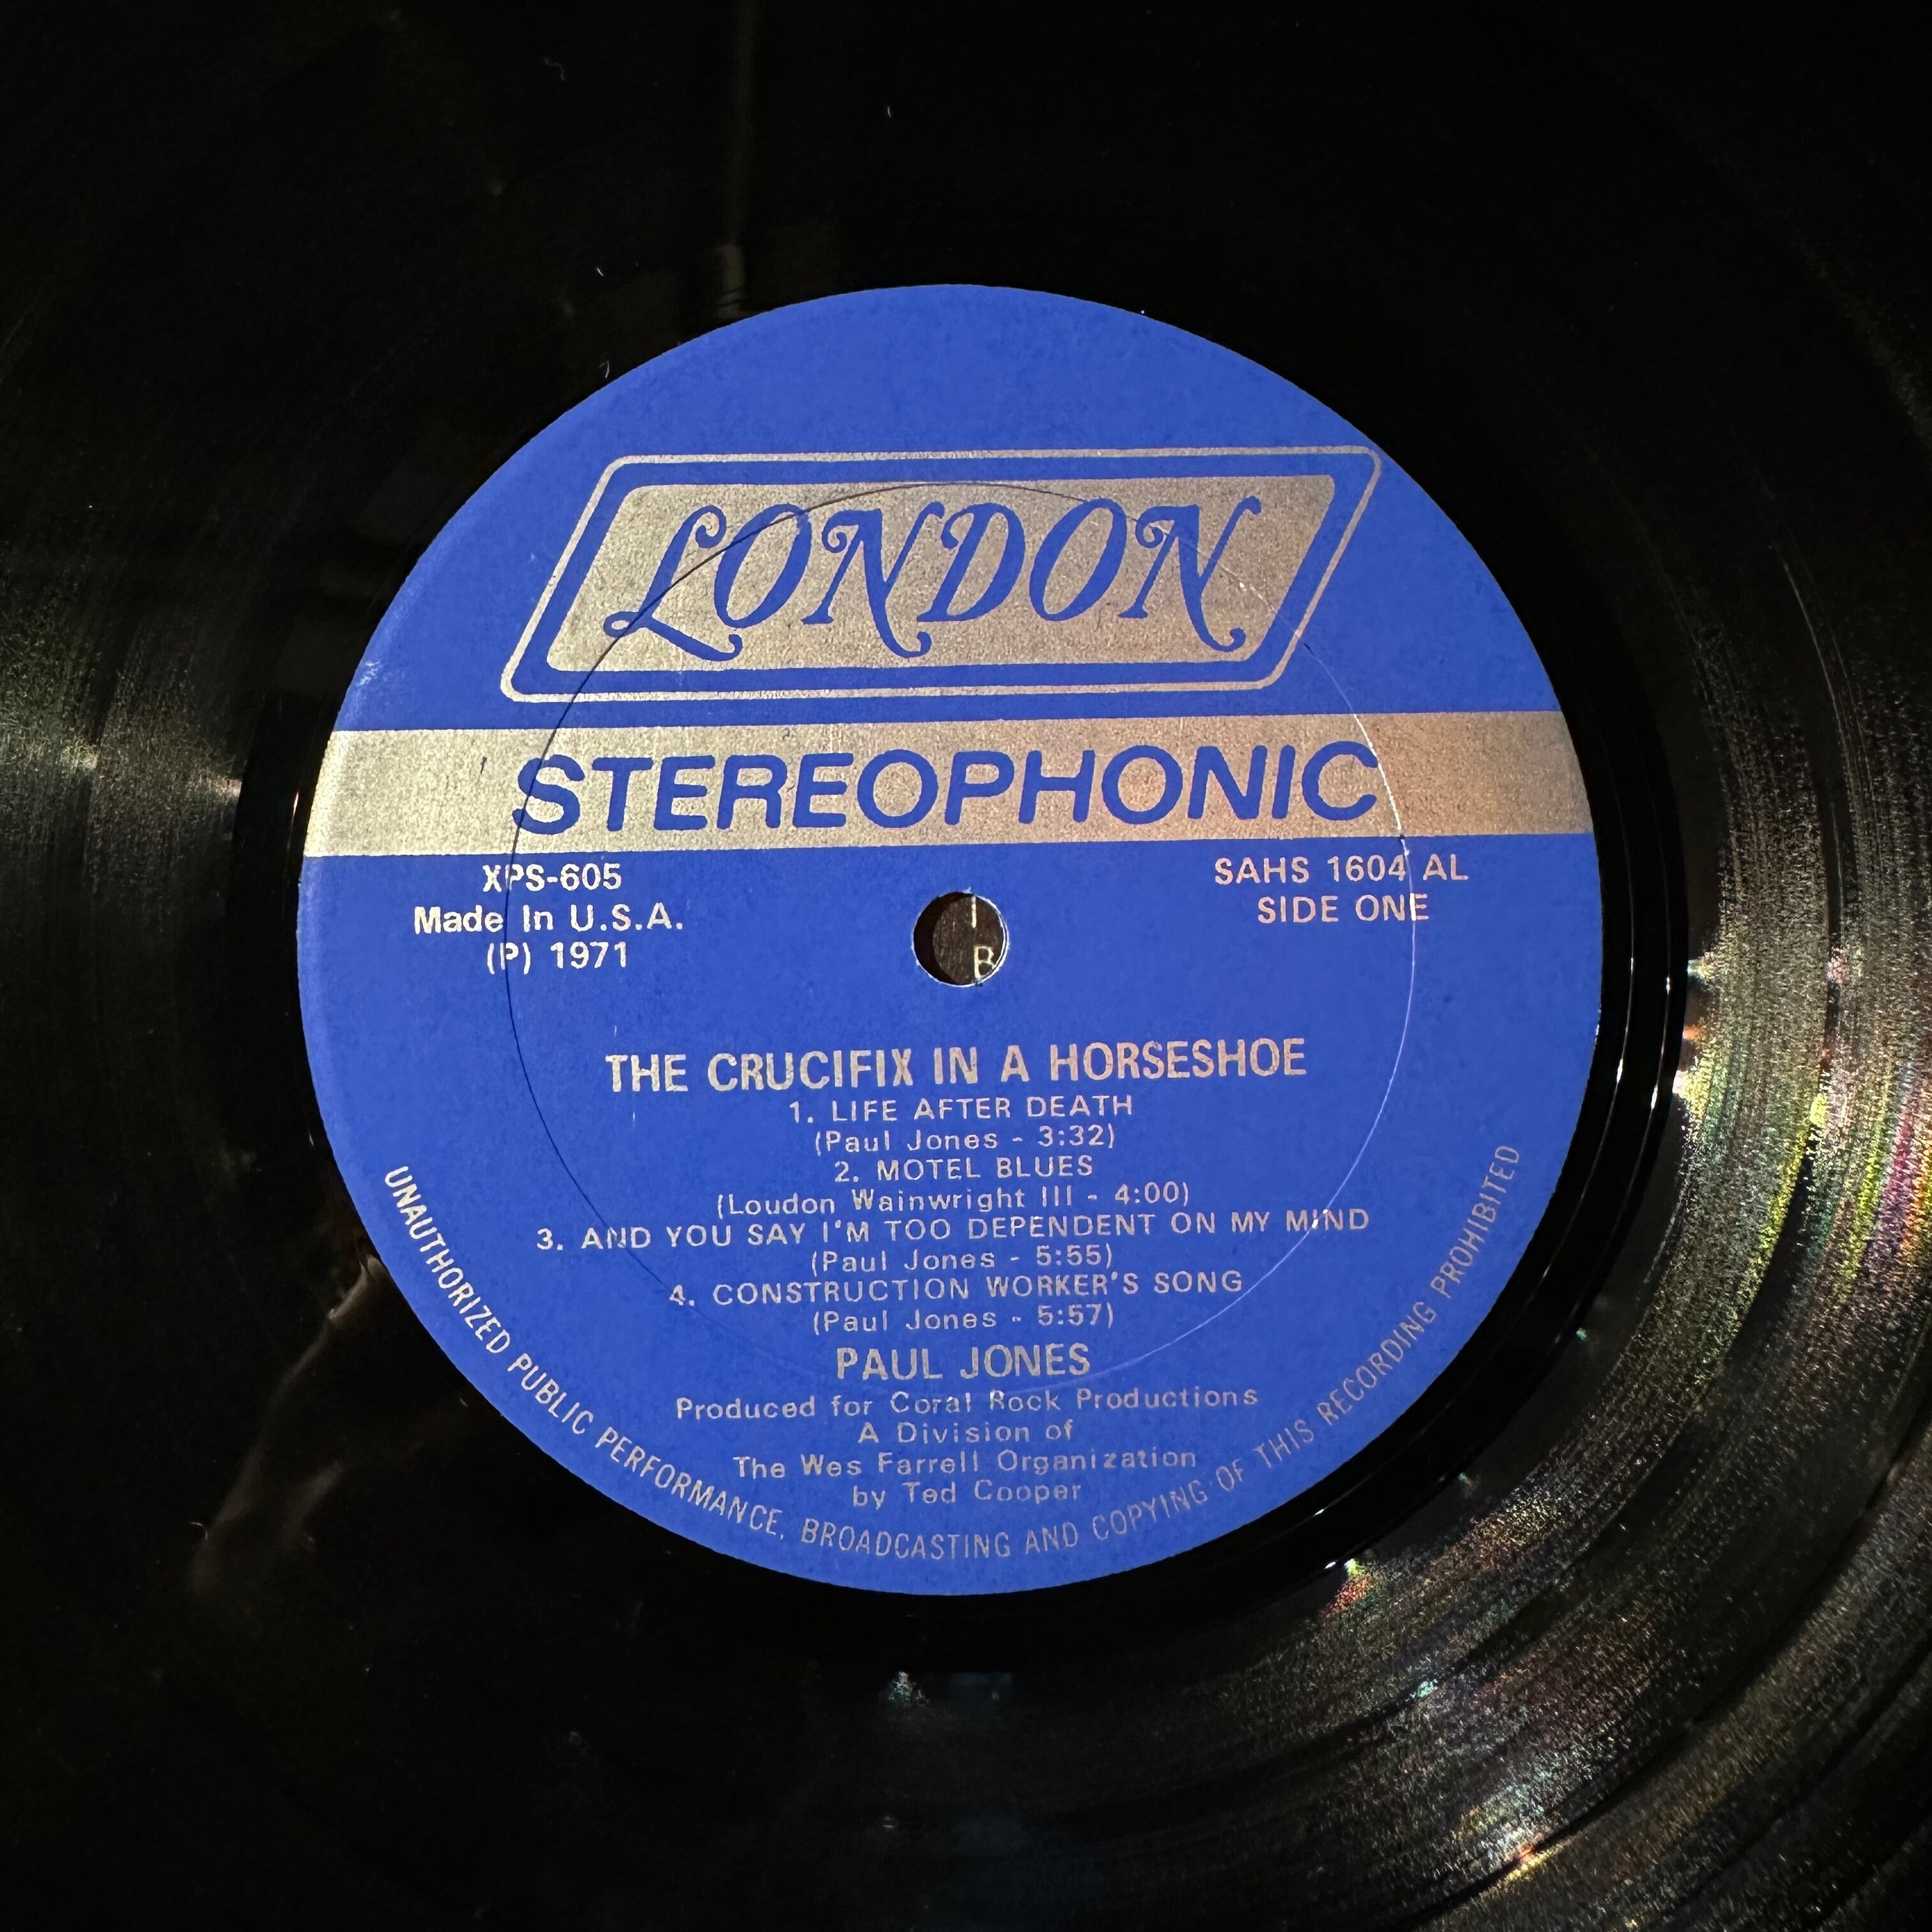 LONDON
STEREOPHONIC
XPS-605
Made In U.S.A.
(P) 1971
SAHS 1604 AL
SIDE ONE
B
THE CRUCIFIX IN A HORSESHOE
1. LIFE AFTER DEATH
(Paul Jones - 3:32)
2. MOTEL BLUES
(Loudon Wainwright III - 4:00)
3. AND YOU SAY I'M TOO DEPENDENT ON MY MIND
(Paul Jones - 5:55)
4. CONSTRUCTION WORKER'S SONG
(Paul Jones - 5:57)
PAUL JONES
Produced for Coral Rock Productions
A Division of
The Wes Farrell Organization
by Ted Cooper
UNAUTHORIZED PUBLIC PERFORMANCE, BROADCASTING AND COPYING OF THIS RECORDING PROHIBITED